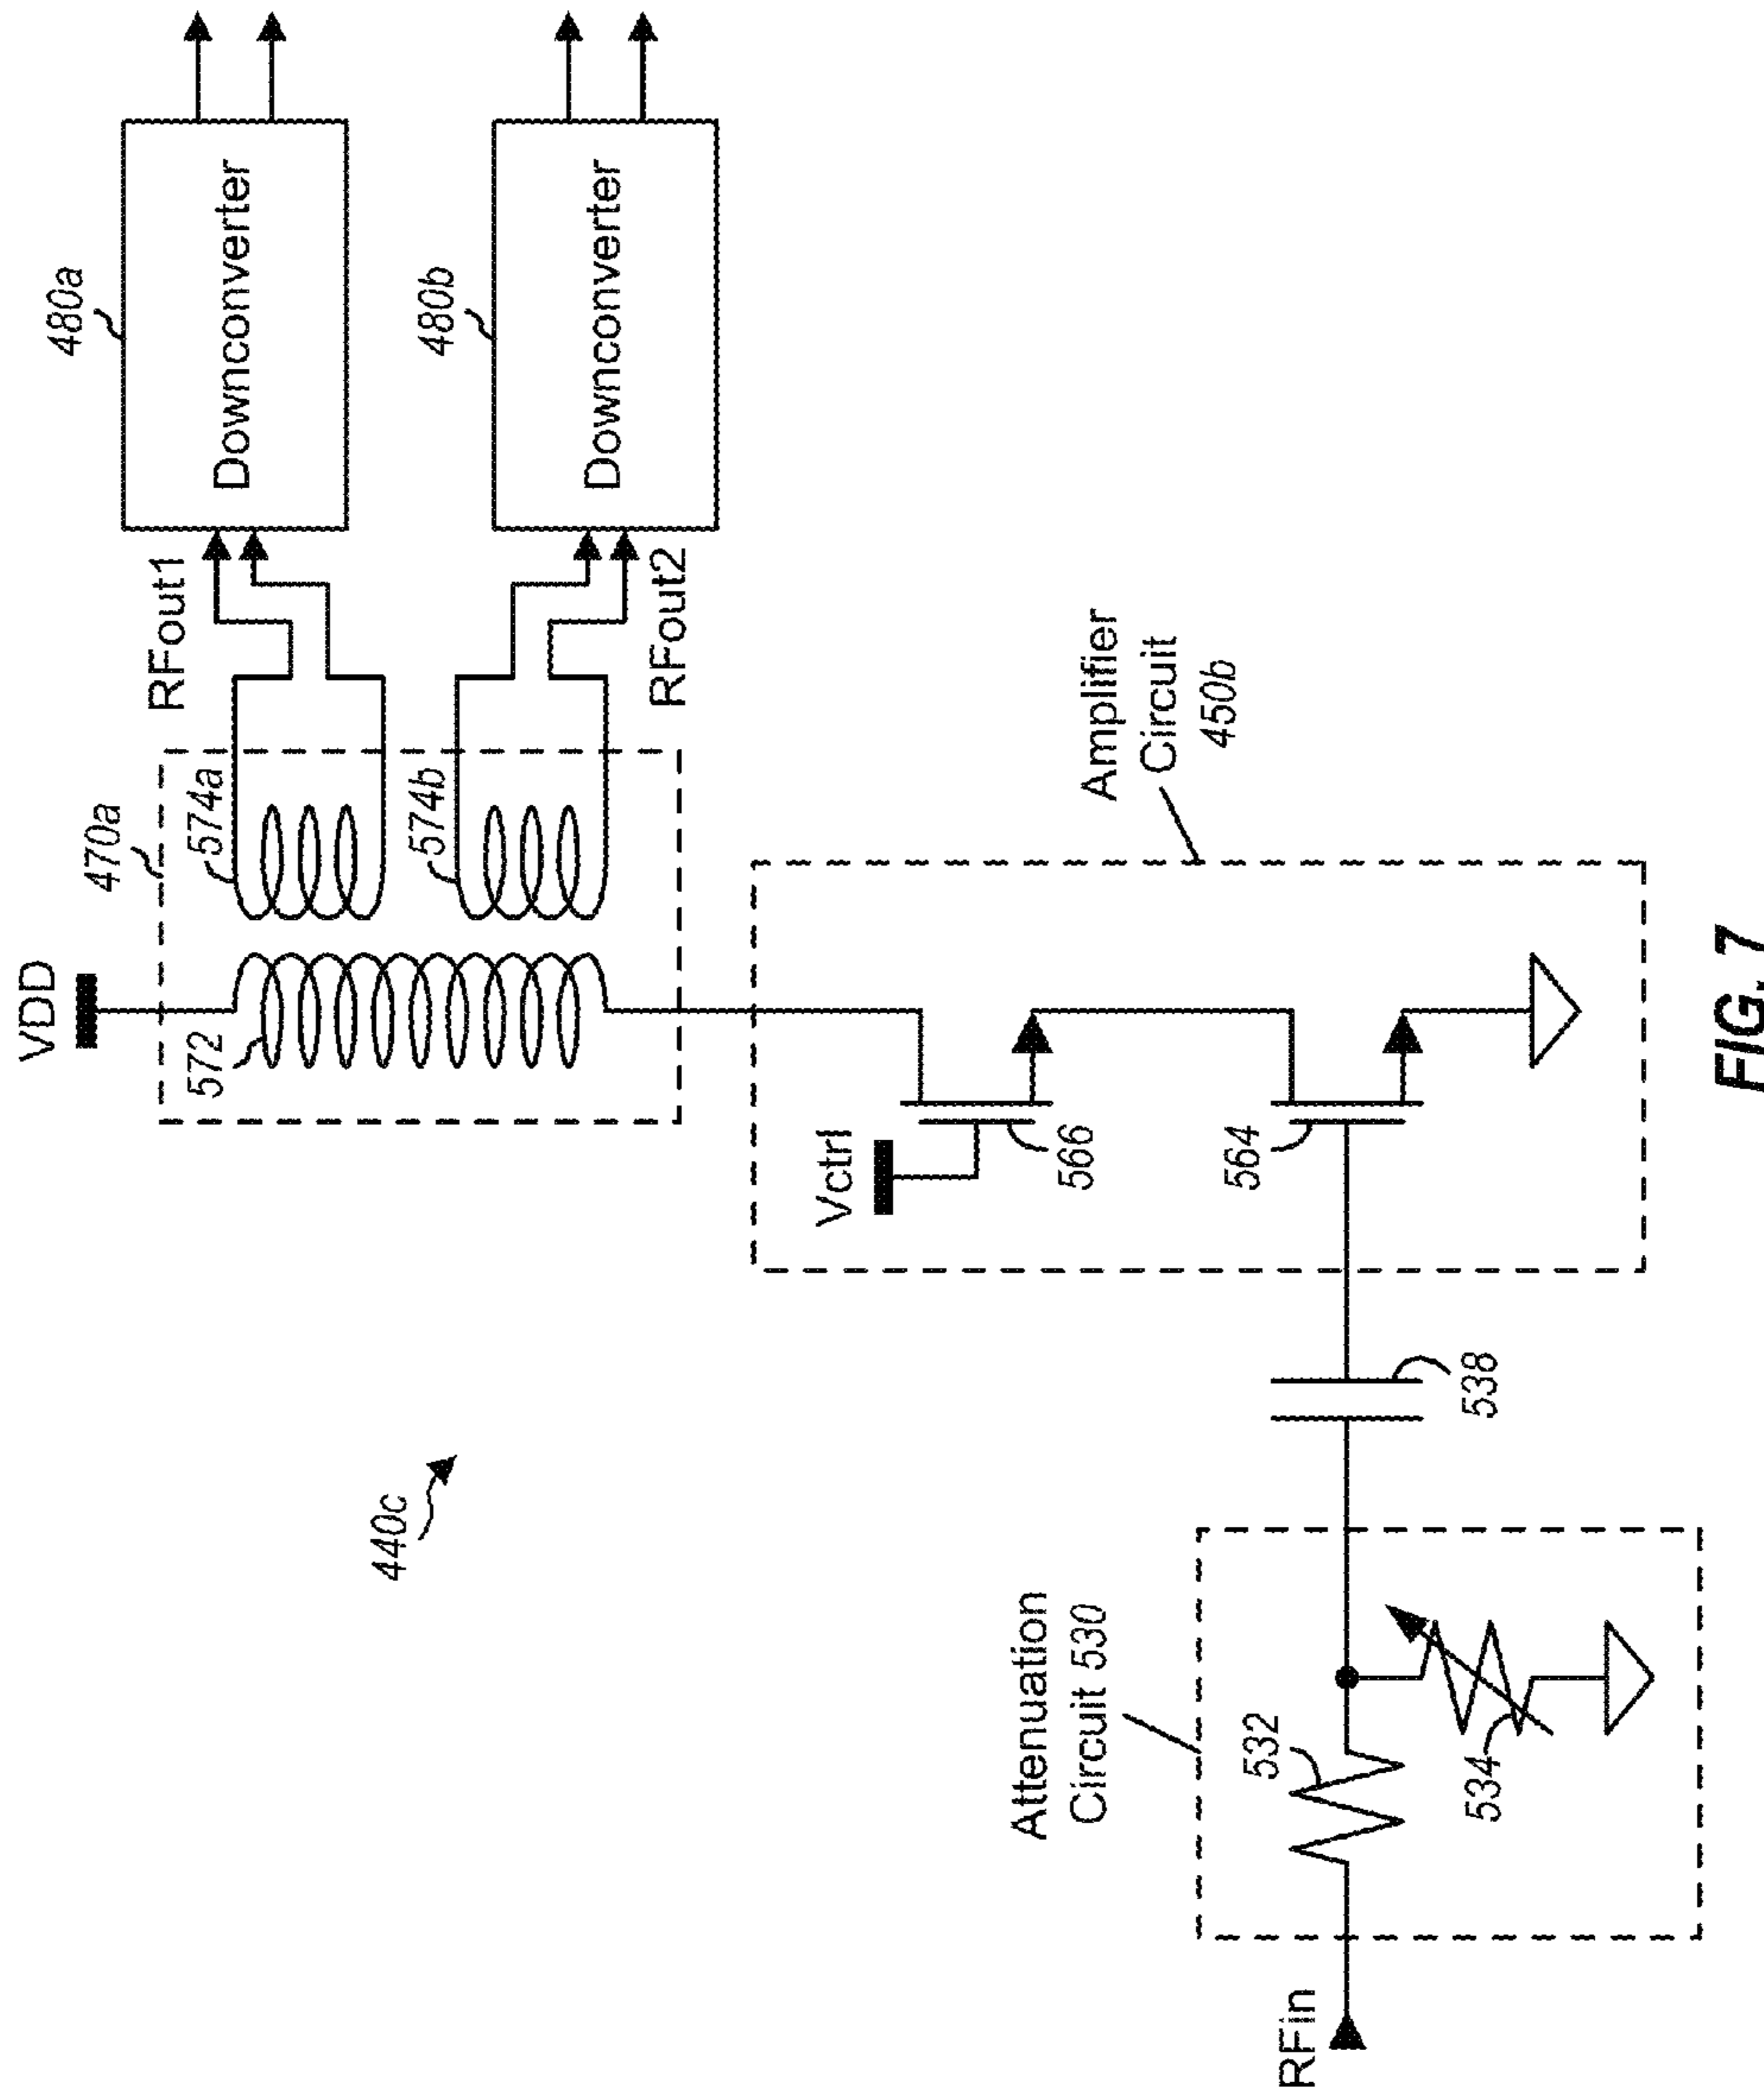 440c
VDD
470a
572
574a
574b
RFout1
RFout2
480a
Downconverter
480b
Downconverter
Vctrl
566
564
Amplifier
Circuit
450b
Attenuation
Circuit 530
532
534
538
RFin
FIG. 7